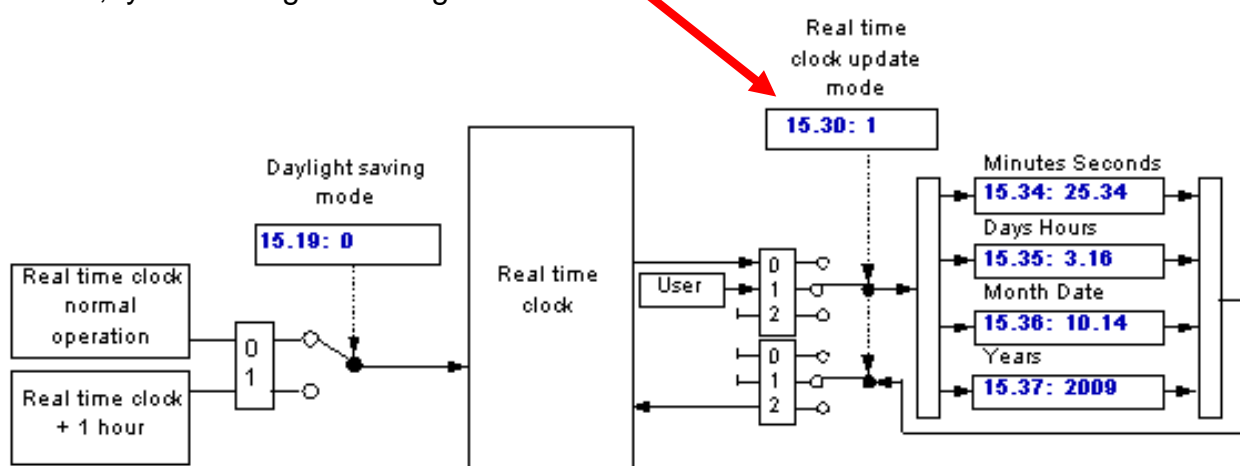 Real time
clock update
mode
15.30: 1
Daylight saving
mode
15.19: 0
Real time clock
normal
operation
Real time clock
+ 1 hour
0
1
Real time
clock
User
0
1
2
0
1
2
Minutes Seconds
15.34: 25.34
Days Hours
15.35: 3.16
Month Date
15.36: 10.14
Years
15.37: 2009